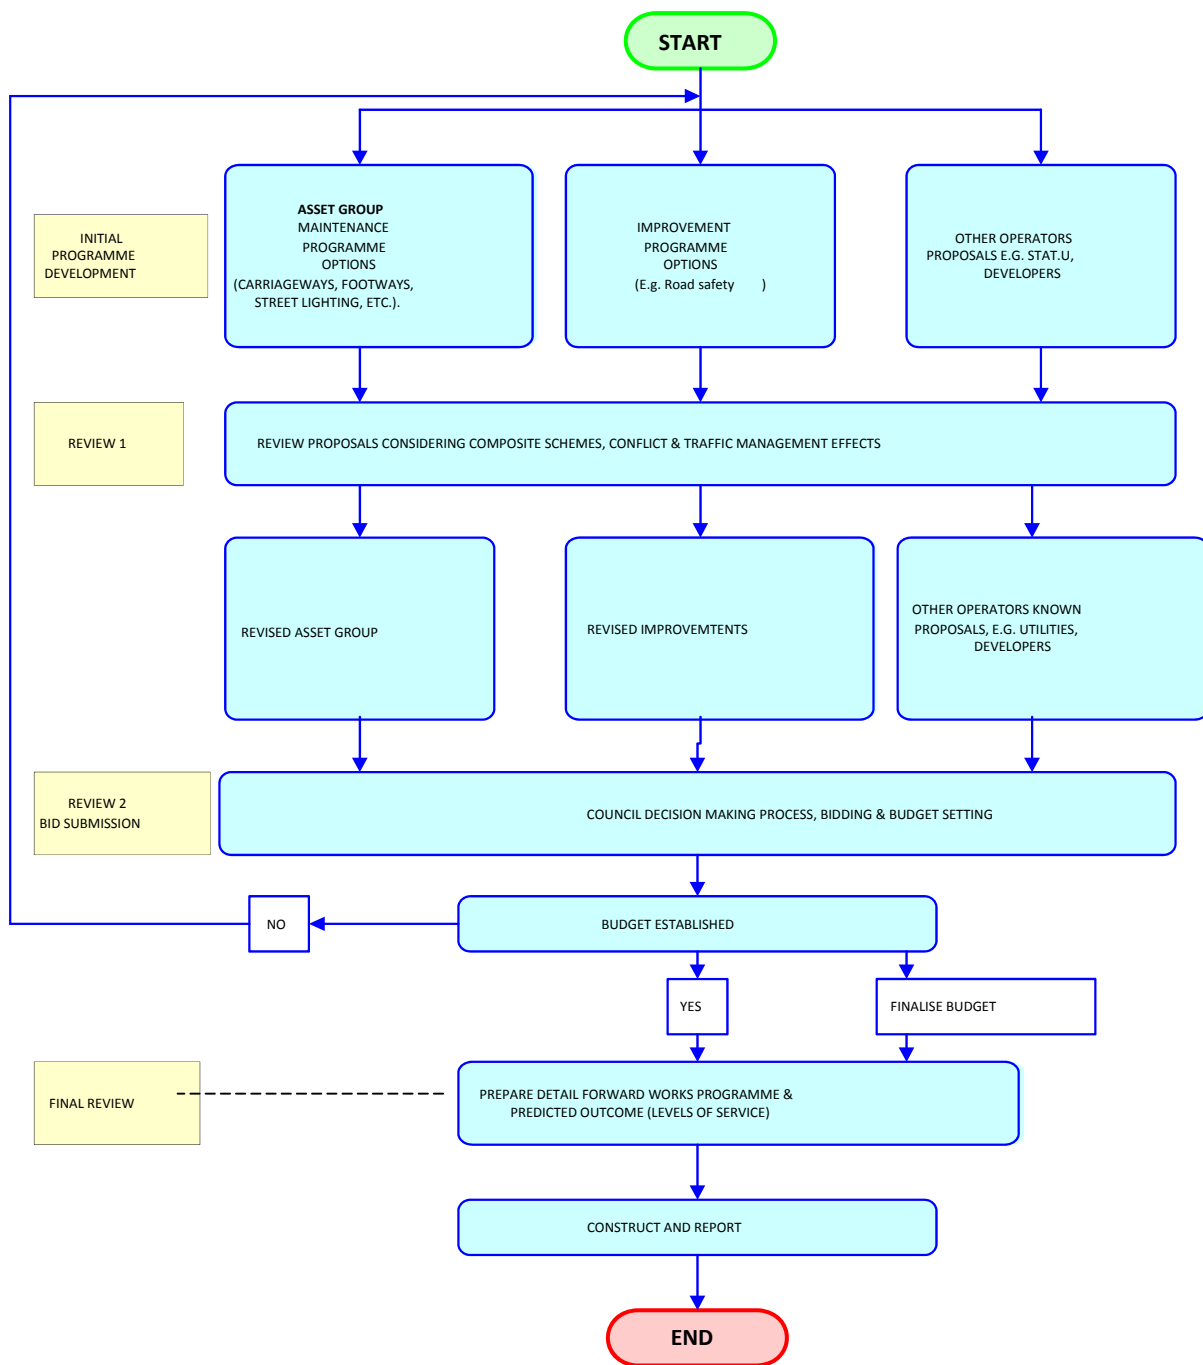 START
INITIAL
PROGRAMME
DEVELOPMENT
ASSET GROUP
MAINTENANCE
PROGRAMME
OPTIONS
(CARRIAGEWAYS, FOOTWAYS,
STREET LIGHTING, ETC.).
IMPROVEMENT
PROGRAMME
OPTIONS
(E.g. Road safety )
OTHER OPERATORS
PROPOSALS E.G. STAT.U,
DEVELOPERS
REVIEW 1
REVIEW PROPOSALS CONSIDERING COMPOSITE SCHEMES, CONFLICT & TRAFFIC MANAGEMENT EFFECTS
REVISED ASSET GROUP
REVISED IMPROVEMTENTS
OTHER OPERATORS KNOWN
PROPOSALS, E.G. UTILITIES,
DEVELOPERS
REVIEW 2
BID SUBMISSION
COUNCIL DECISION MAKING PROCESS, BIDDING & BUDGET SETTING
NO
BUDGET ESTABLISHED
YES
FINALISE BUDGET
FINAL REVIEW
PREPARE DETAIL FORWARD WORKS PROGRAMME &
PREDICTED OUTCOME (LEVELS OF SERVICE)
CONSTRUCT AND REPORT
END